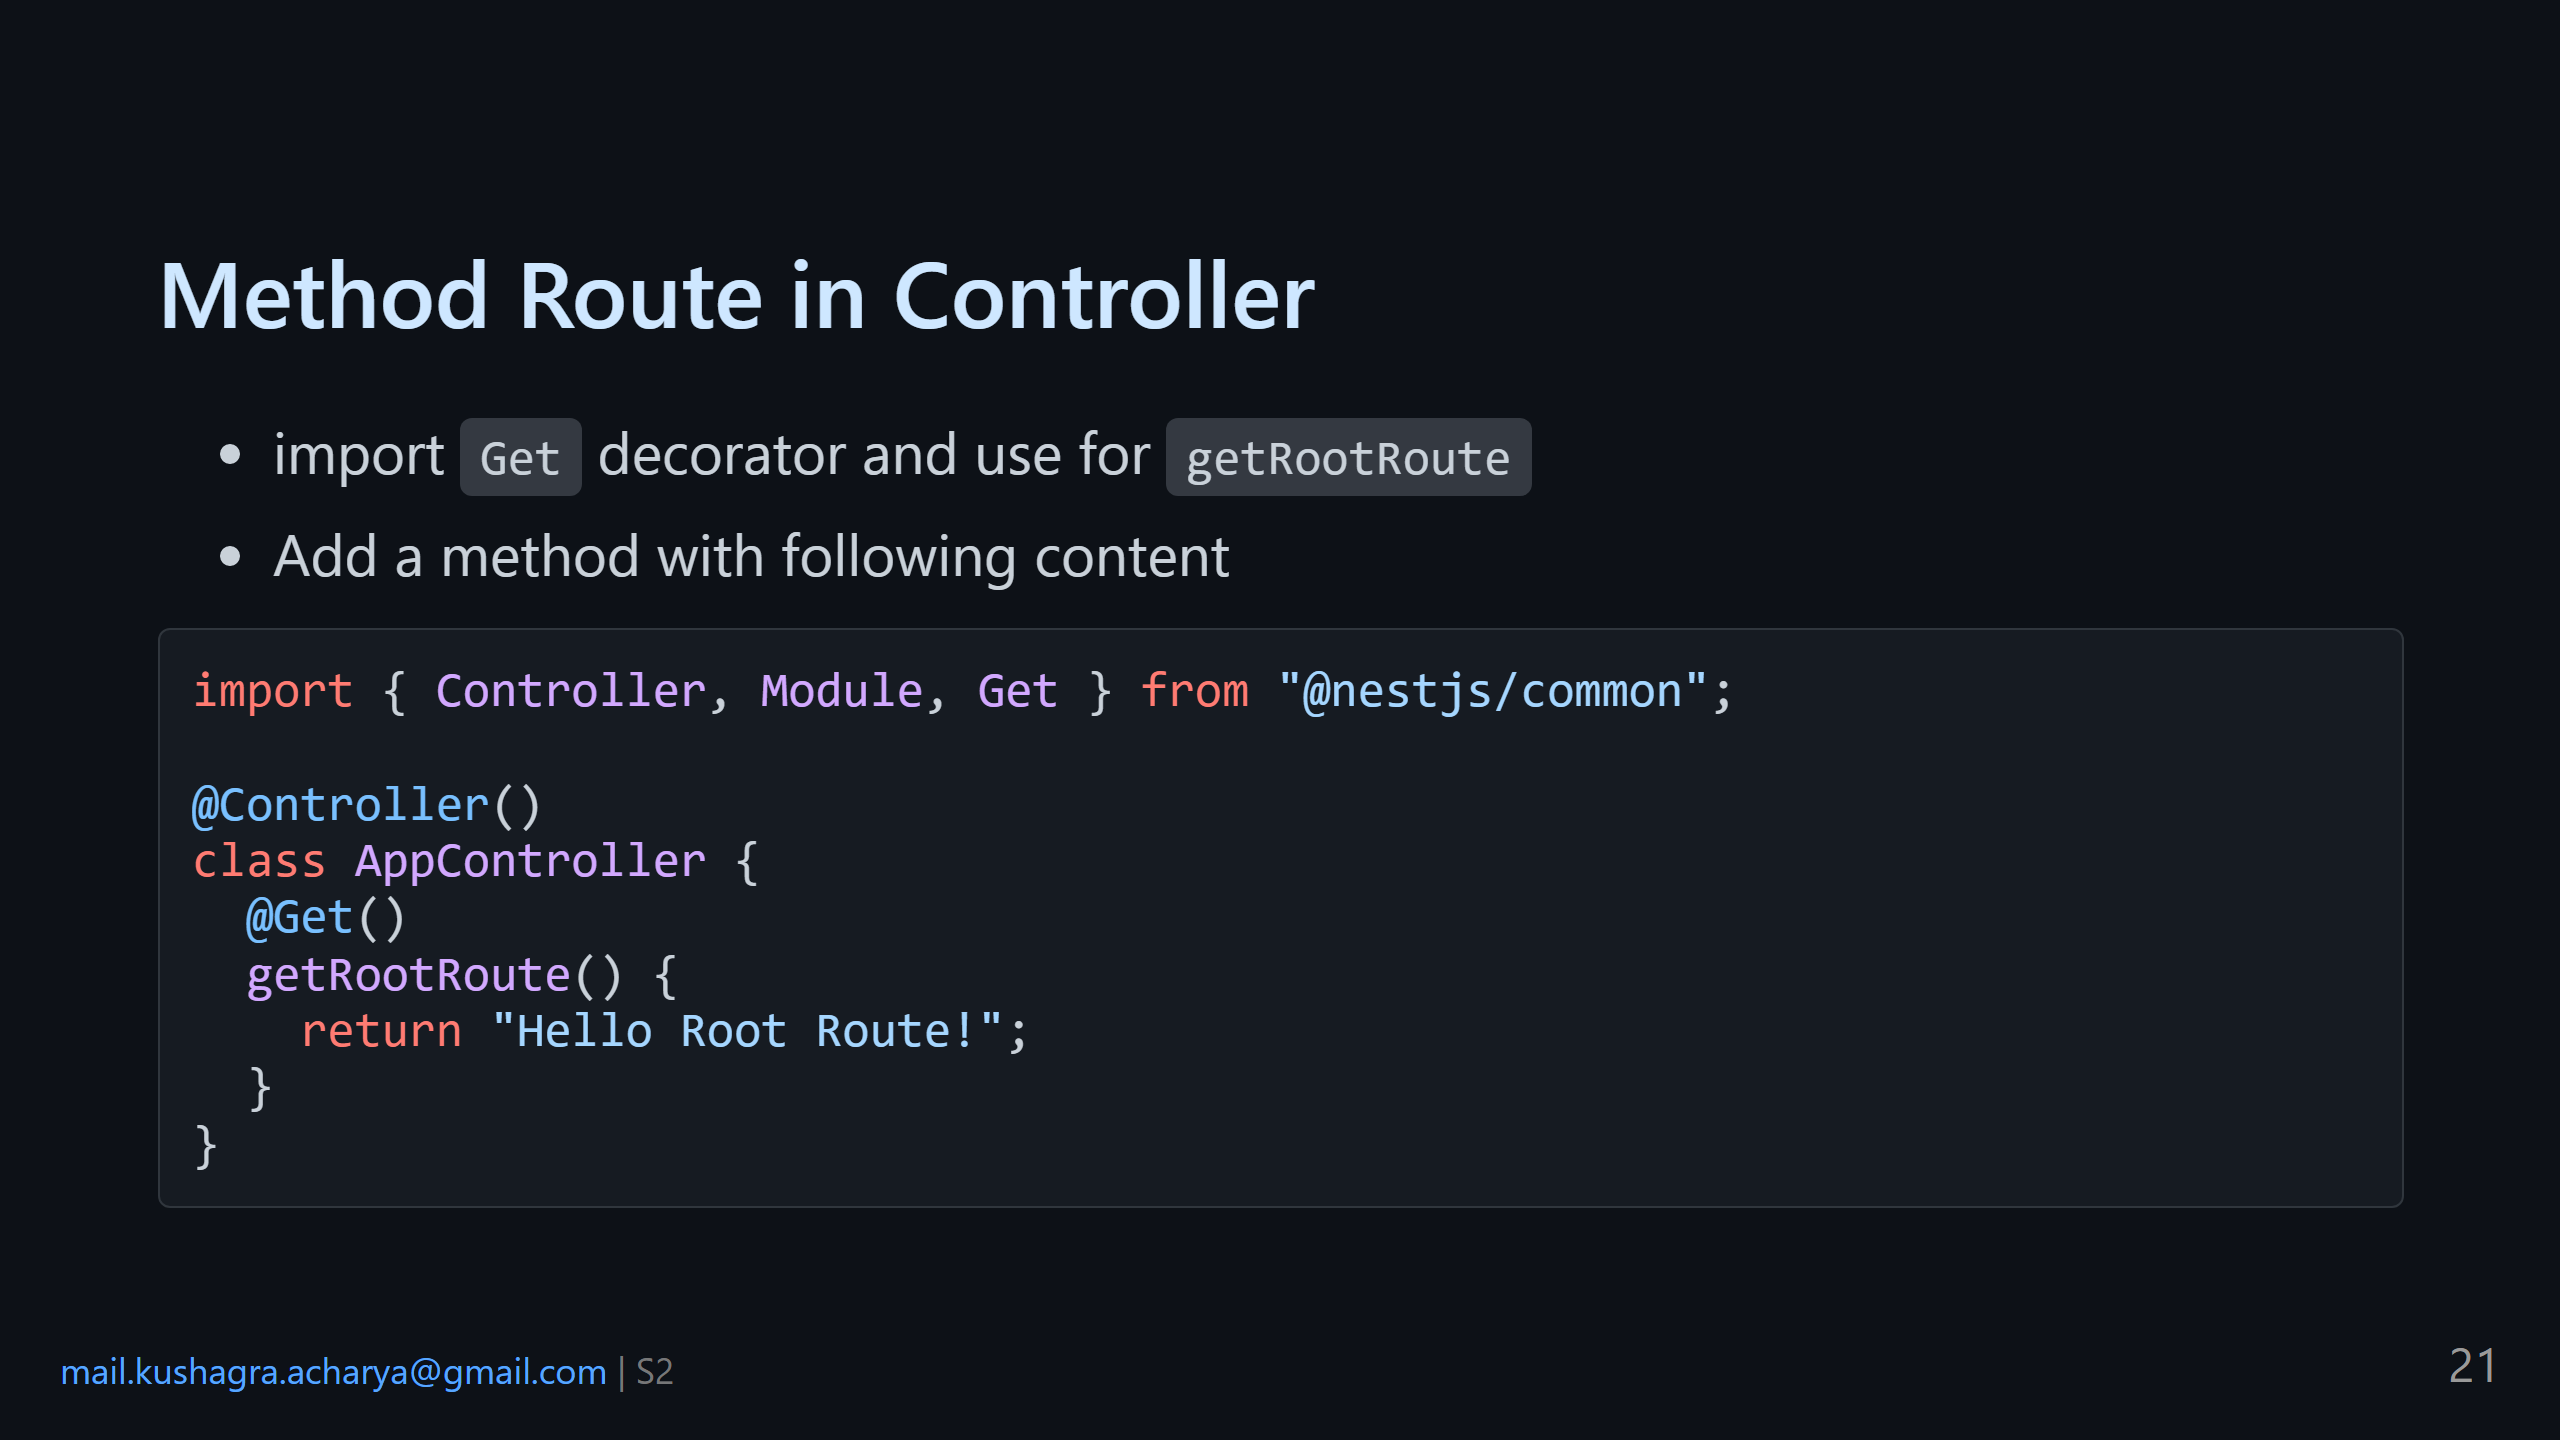 Method Route in Controller
• import Get decorator and use for getRootRoute
• Add a method with following content
import { Controller, Module, Get } from "@nestjs/common";

@Controller()
class AppController {
  @Get()
  getRootRoute() {
    return "Hello Root Route!";
  }
}
mail.kushagra.acharya@gmail.com | S2
21